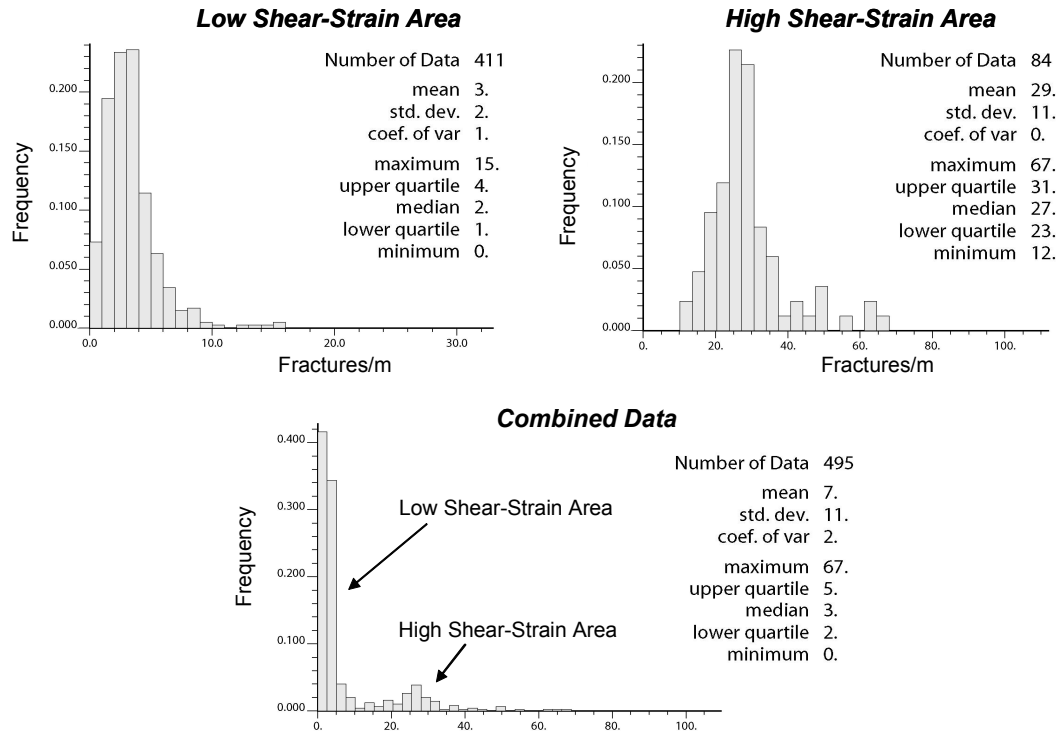 Low Shear-Strain Area
Number of Data 411
mean 3.
std. dev. 2.
coef. of var 1.
maximum 15.
upper quartile 4.
median 2.
lower quartile 1.
minimum 0.
Frequency
0.200
0.150
0.100
0.050
0.000
0.0 10.0 20.0 30.0
Fractures/m
High Shear-Strain Area
Number of Data 84
mean 29.
std. dev. 11.
coef. of var 0.
maximum 67.
upper quartile 31.
median 27.
lower quartile 23.
minimum 12.
Frequency
0.200
0.150
0.100
0.050
0.000
0. 20. 40. 60. 80. 100.
Fractures/m
Combined Data
Number of Data 495
mean 7.
std. dev. 11.
coef. of var 2.
maximum 67.
upper quartile 5.
median 3.
lower quartile 2.
minimum 0.
Low Shear-Strain Area
High Shear-Strain Area
Frequency
0.400
0.300
0.200
0.100
0.000
0. 20. 40. 60. 80. 100.